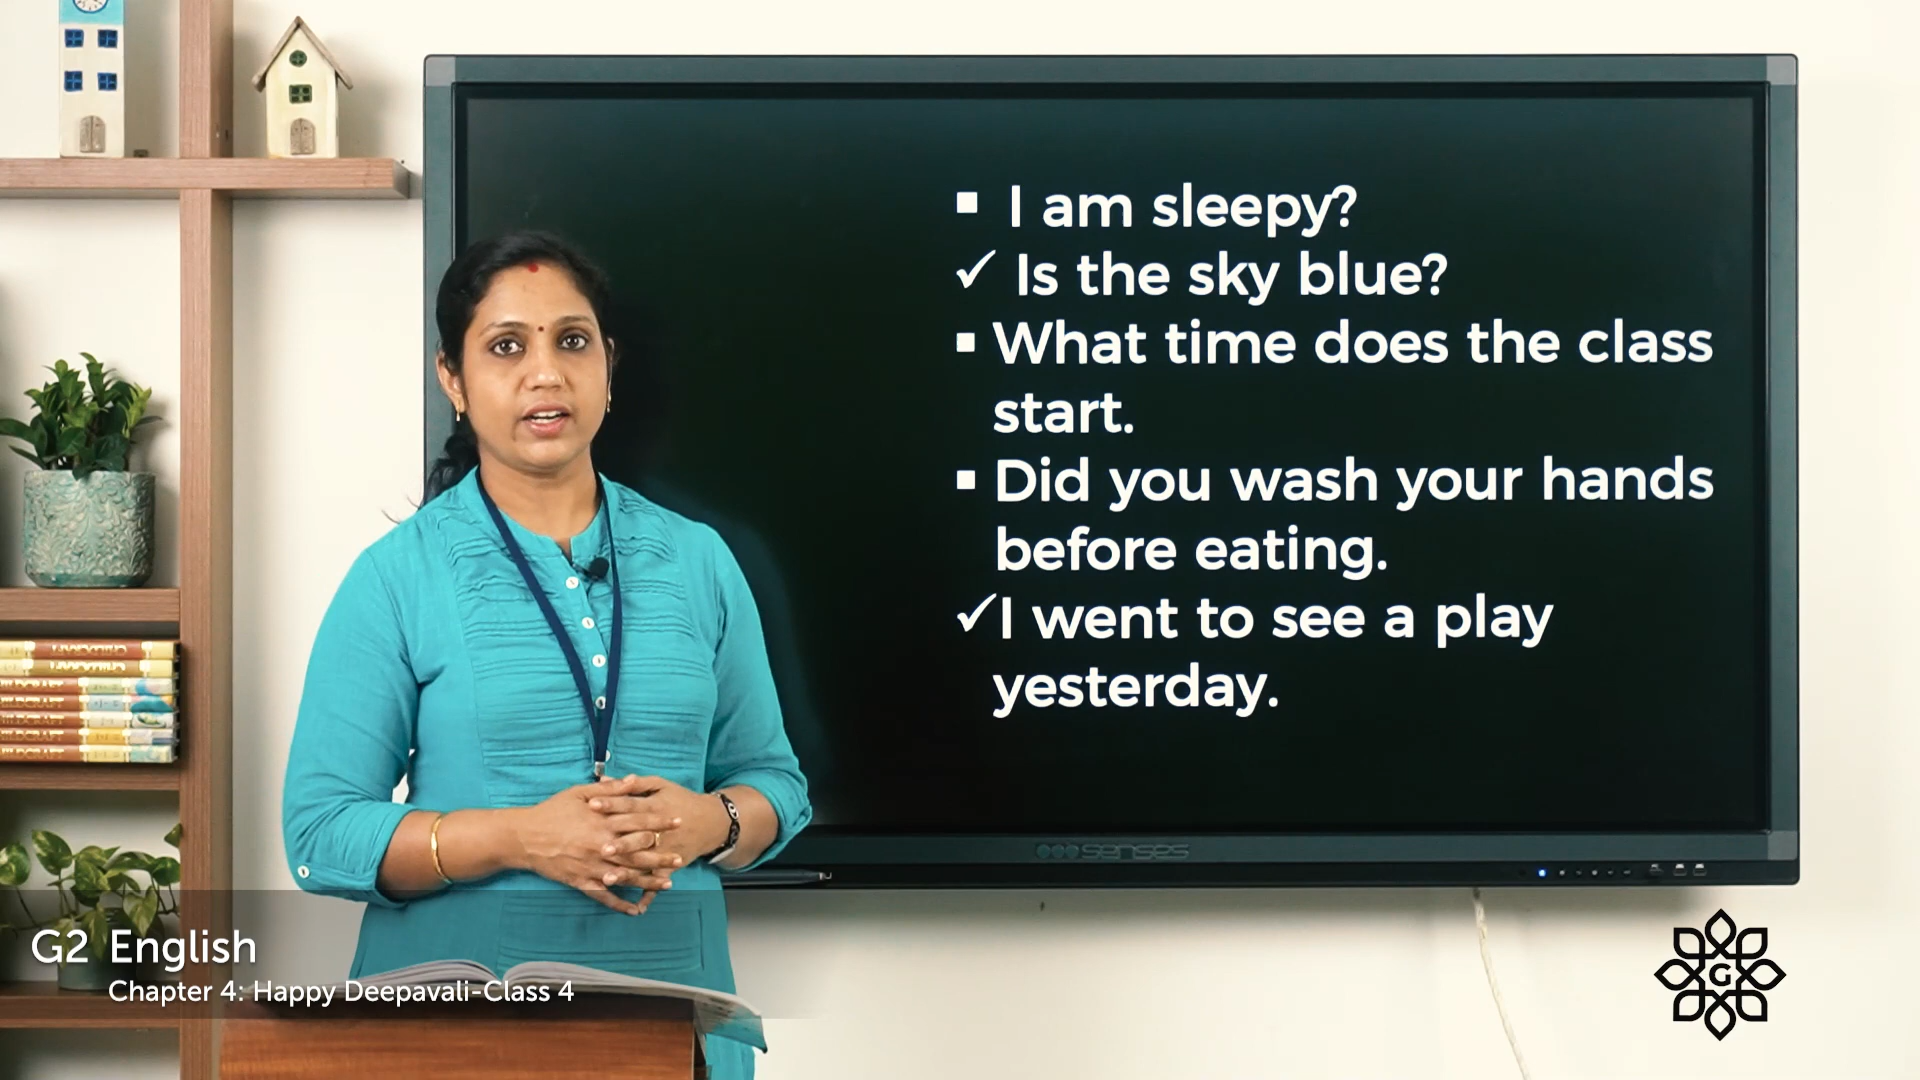 ▪ I am sleepy?
✓ Is the sky blue?
▪ What time does the class
start.
▪ Did you wash your hands
before eating.
✓I went to see a play
yesterday.
senses
G2 English
Chapter 4: Happy Deepavali-Class 4
G